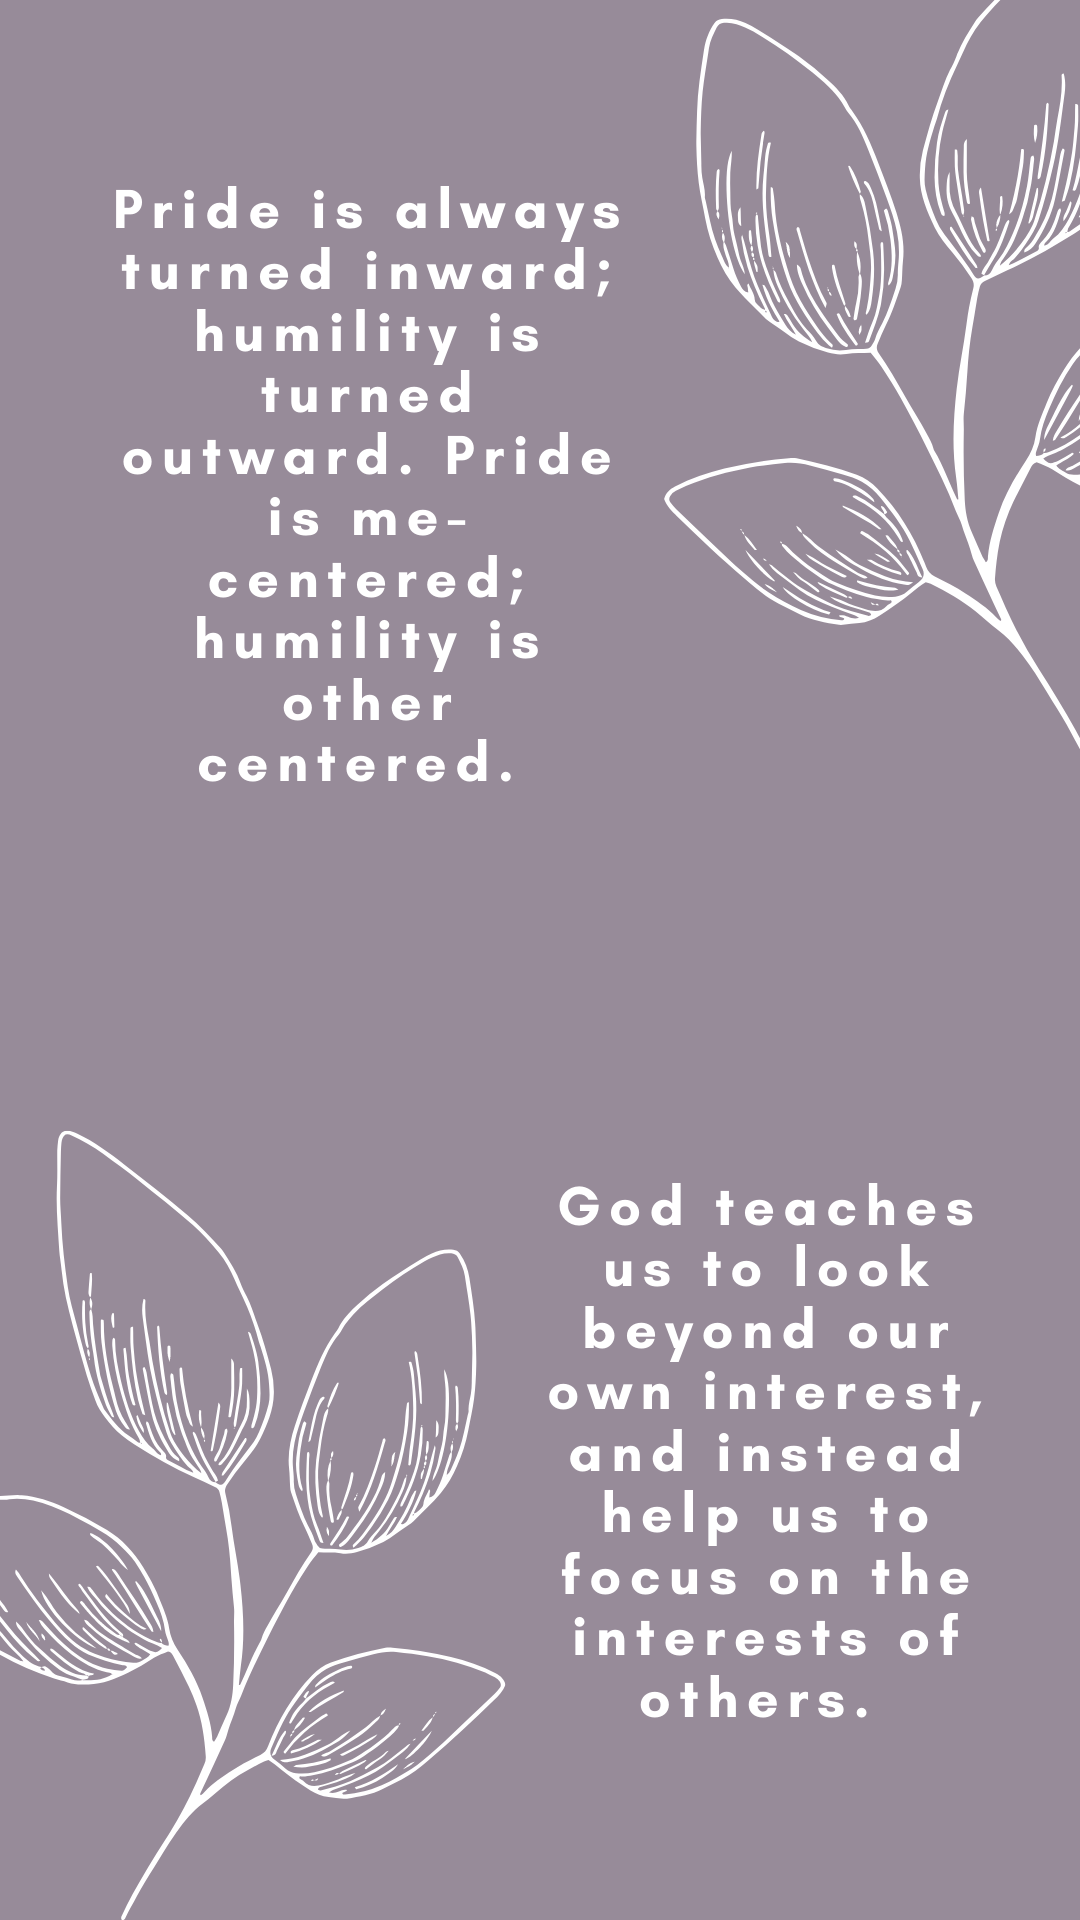 Pride is always
turned inward;
humility is
turned
outward. Pride
is me-
centered;
humility is
other
centered.
God teaches
us to look
beyond our
own interest,
and instead
help us to
focus on the
interests of
others.